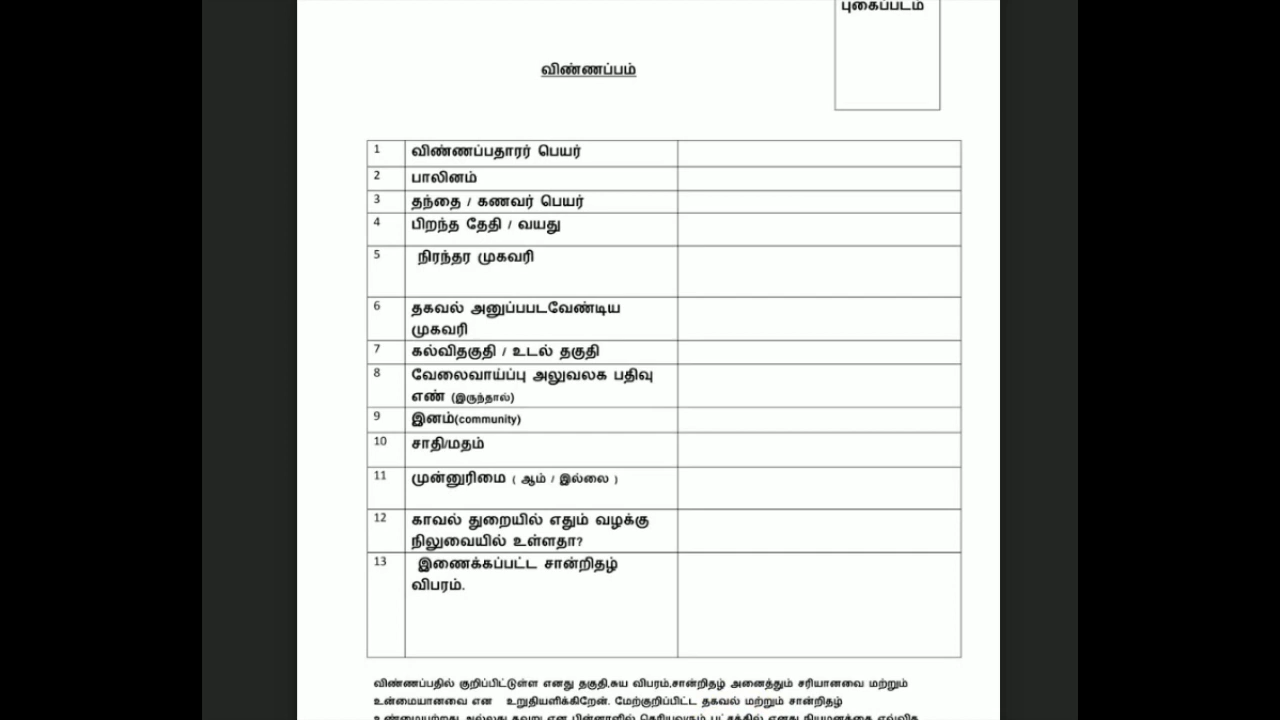 புகைப்படம்
விண்ணப்பம்
1 விண்ணப்பதாரர் பெயர்
2 பாலினம்
3 தந்தை / கணவர் பெயர்
4 பிறந்த தேதி / வயது
5 நிரந்தர முகவரி
6 தகவல் அனுப்பபடவேண்டிய
முகவரி
7 கல்விதகுதி / உடல் தகுதி
8 வேலைவாய்ப்பு அலுவலக பதிவு
எண் (இருந்தால்)
9 இனம்(community)
10 சாதி/மதம்
11 முன்னுரிமை ( ஆம் / இல்லை )
12 காவல் துறையில் எதும் வழக்கு
நிலுவையில் உள்ளதா?
13 இணைக்கப்பட்ட சான்றிதழ்
விபரம்.
விண்ணப்பதில் குறிப்பிட்டுள்ள எனது தகுதி,சுய விபரம்,சான்றிதழ் அனைத்தும் சரியானவை மற்றும்
உன்மையானவை என உறுதியளிக்கிறேன். மேற்குறிப்பிட்ட தகவல் மற்றும் சான்றிதழ்